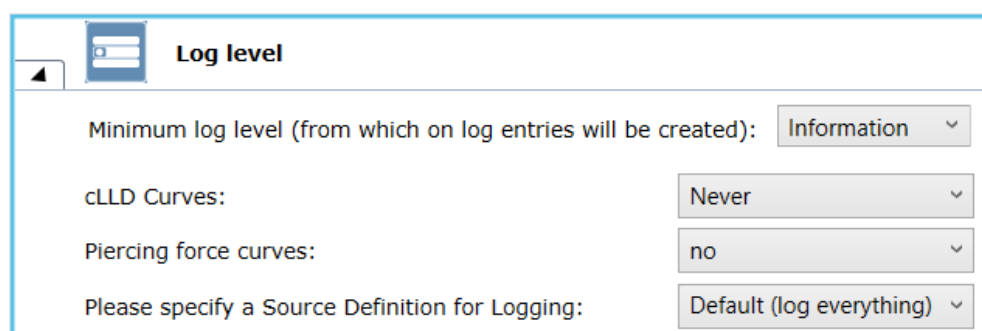 Log level
Minimum log level (from which on log entries will be created): Information
cLLD Curves: Never
Piercing force curves: no
Please specify a Source Definition for Logging: Default (log everything)